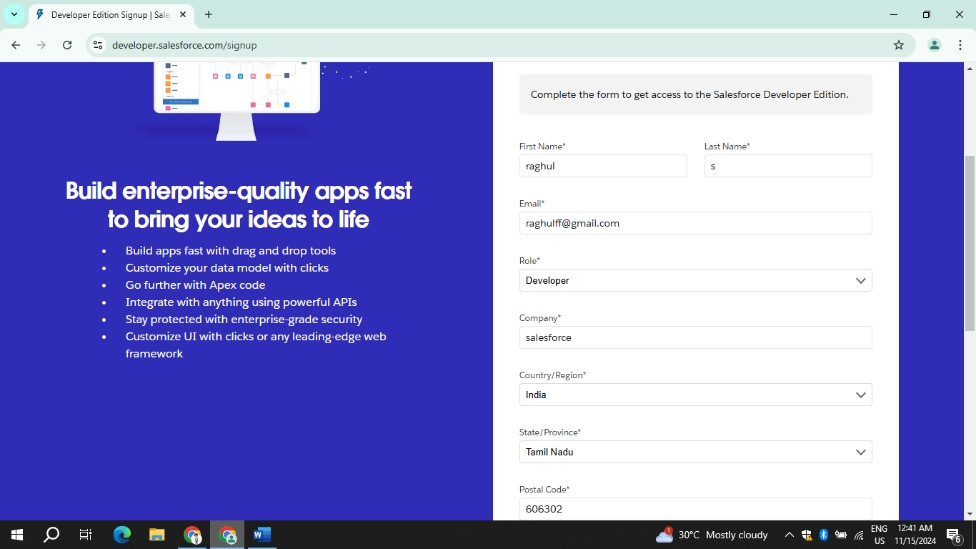 Developer Edition Signup | Sale
developer.salesforce.com/signup
Build enterprise-quality apps fast
to bring your ideas to life
• Build apps fast with drag and drop tools
• Customize your data model with clicks
• Go further with Apex code
• Integrate with anything using powerful APIs
• Stay protected with enterprise-grade security
• Customize UI with clicks or any leading-edge web
framework
Complete the form to get access to the Salesforce Developer Edition.
First Name* Last Name*
raghul s
Email*
raghulff@gmail.com
Role*
Developer
Company*
salesforce
Country/Region*
India
State/Province*
Tamil Nadu
Postal Code*
606302
30°C Mostly cloudy
ENG
US
12:41 AM
11/15/2024
6